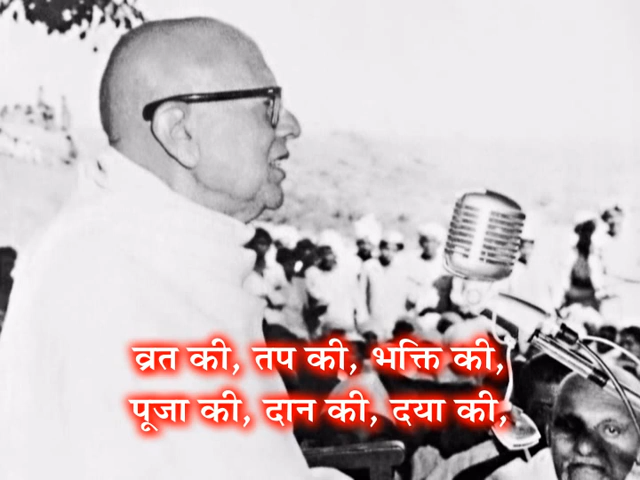 व्रत की, तप की, भक्ति की,
पूजा की, दान की, दया की,